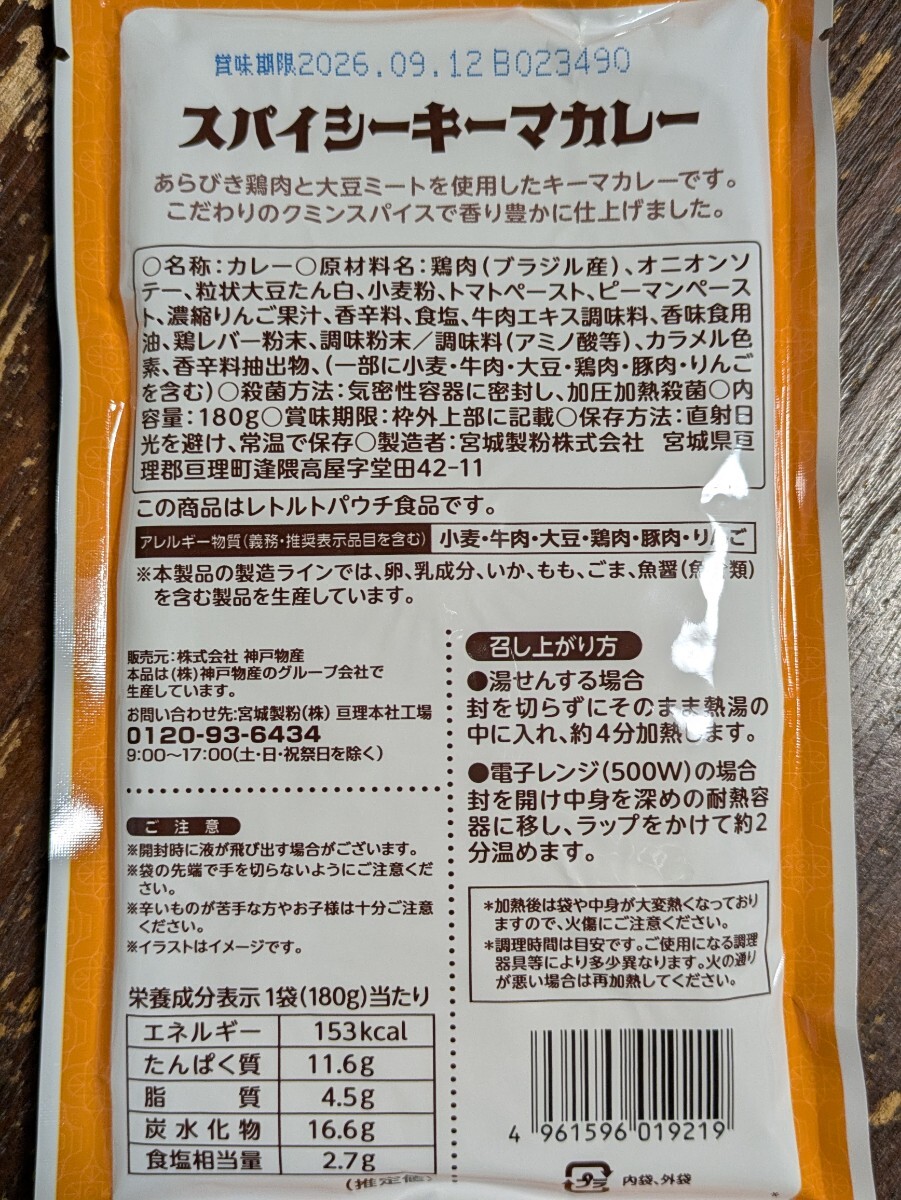 賞味期限2026.09.12 B023490
スパイシーキーマカレー
あらびき鶏肉と大豆ミートを使用したキーマカレーです。
こだわりのクミンスパイスで香り豊かに仕上げました。
○名称:カレー○原材料名:鶏肉(ブラジル産)、オニオンソ
テー、粒状大豆たん白、小麦粉、トマトペースト、ピーマンペース
ト、濃縮りんご果汁、香辛料、食塩、牛肉エキス調味料、香味食用
油、鶏レバー粉末、調味粉末／調味料(アミノ酸等)、カラメル色
素、香辛料抽出物、(一部に小麦・牛肉・大豆・鶏肉・豚肉・りんご
を含む)○殺菌方法:気密性容器に密封し、加圧加熱殺菌○内
容量:180g○賞味期限:枠外上部に記載○保存方法:直射日
光を避け、常温で保存○製造者:宮城製粉株式会社　宮城県亘
理郡亘理町逢隈高屋字堂田42-11
この商品はレトルトパウチ食品です。
アレルギー物質(義務・推奨表示品目を含む) 小麦・牛肉・大豆・鶏肉・豚肉・りんご
※本製品の製造ラインでは、卵、乳成分、いか、もも、ごま、魚醤(魚介類)
を含む製品を生産しています。
販売元:株式会社 神戸物産
本品は(株)神戸物産のグループ会社で
生産しています。
お問い合わせ先:宮城製粉(株) 亘理本社工場
0120-93-6434
9:00～17:00(土・日・祝祭日を除く)
ご注意
※開封時に液が飛び出す場合がございます。
※袋の先端で手を切らないようにご注意くだ
さい。
※辛いものが苦手な方やお子様は十分ご注意
ください。
※イラストはイメージです。
栄養成分表示 1袋(180g)当たり
エネルギー 153kcal
たんぱく質 11.6g
脂質 4.5g
炭水化物 16.6g
食塩相当量 2.7g
(推定値)
召し上がり方
●湯せんする場合
封を切らずにそのまま熱湯の
中に入れ、約4分加熱します。
●電子レンジ(500W)の場合
封を開け中身を深めの耐熱容
器に移し、ラップをかけて約2
分温めます。
*加熱後は袋や中身が大変熱くなっており
ますので、火傷にご注意ください。
*調理時間は目安です。ご使用になる調理
器具等により多少異なります。火の通り
が悪い場合は再加熱してください。
4 961596 019219
プラ 内袋、外袋